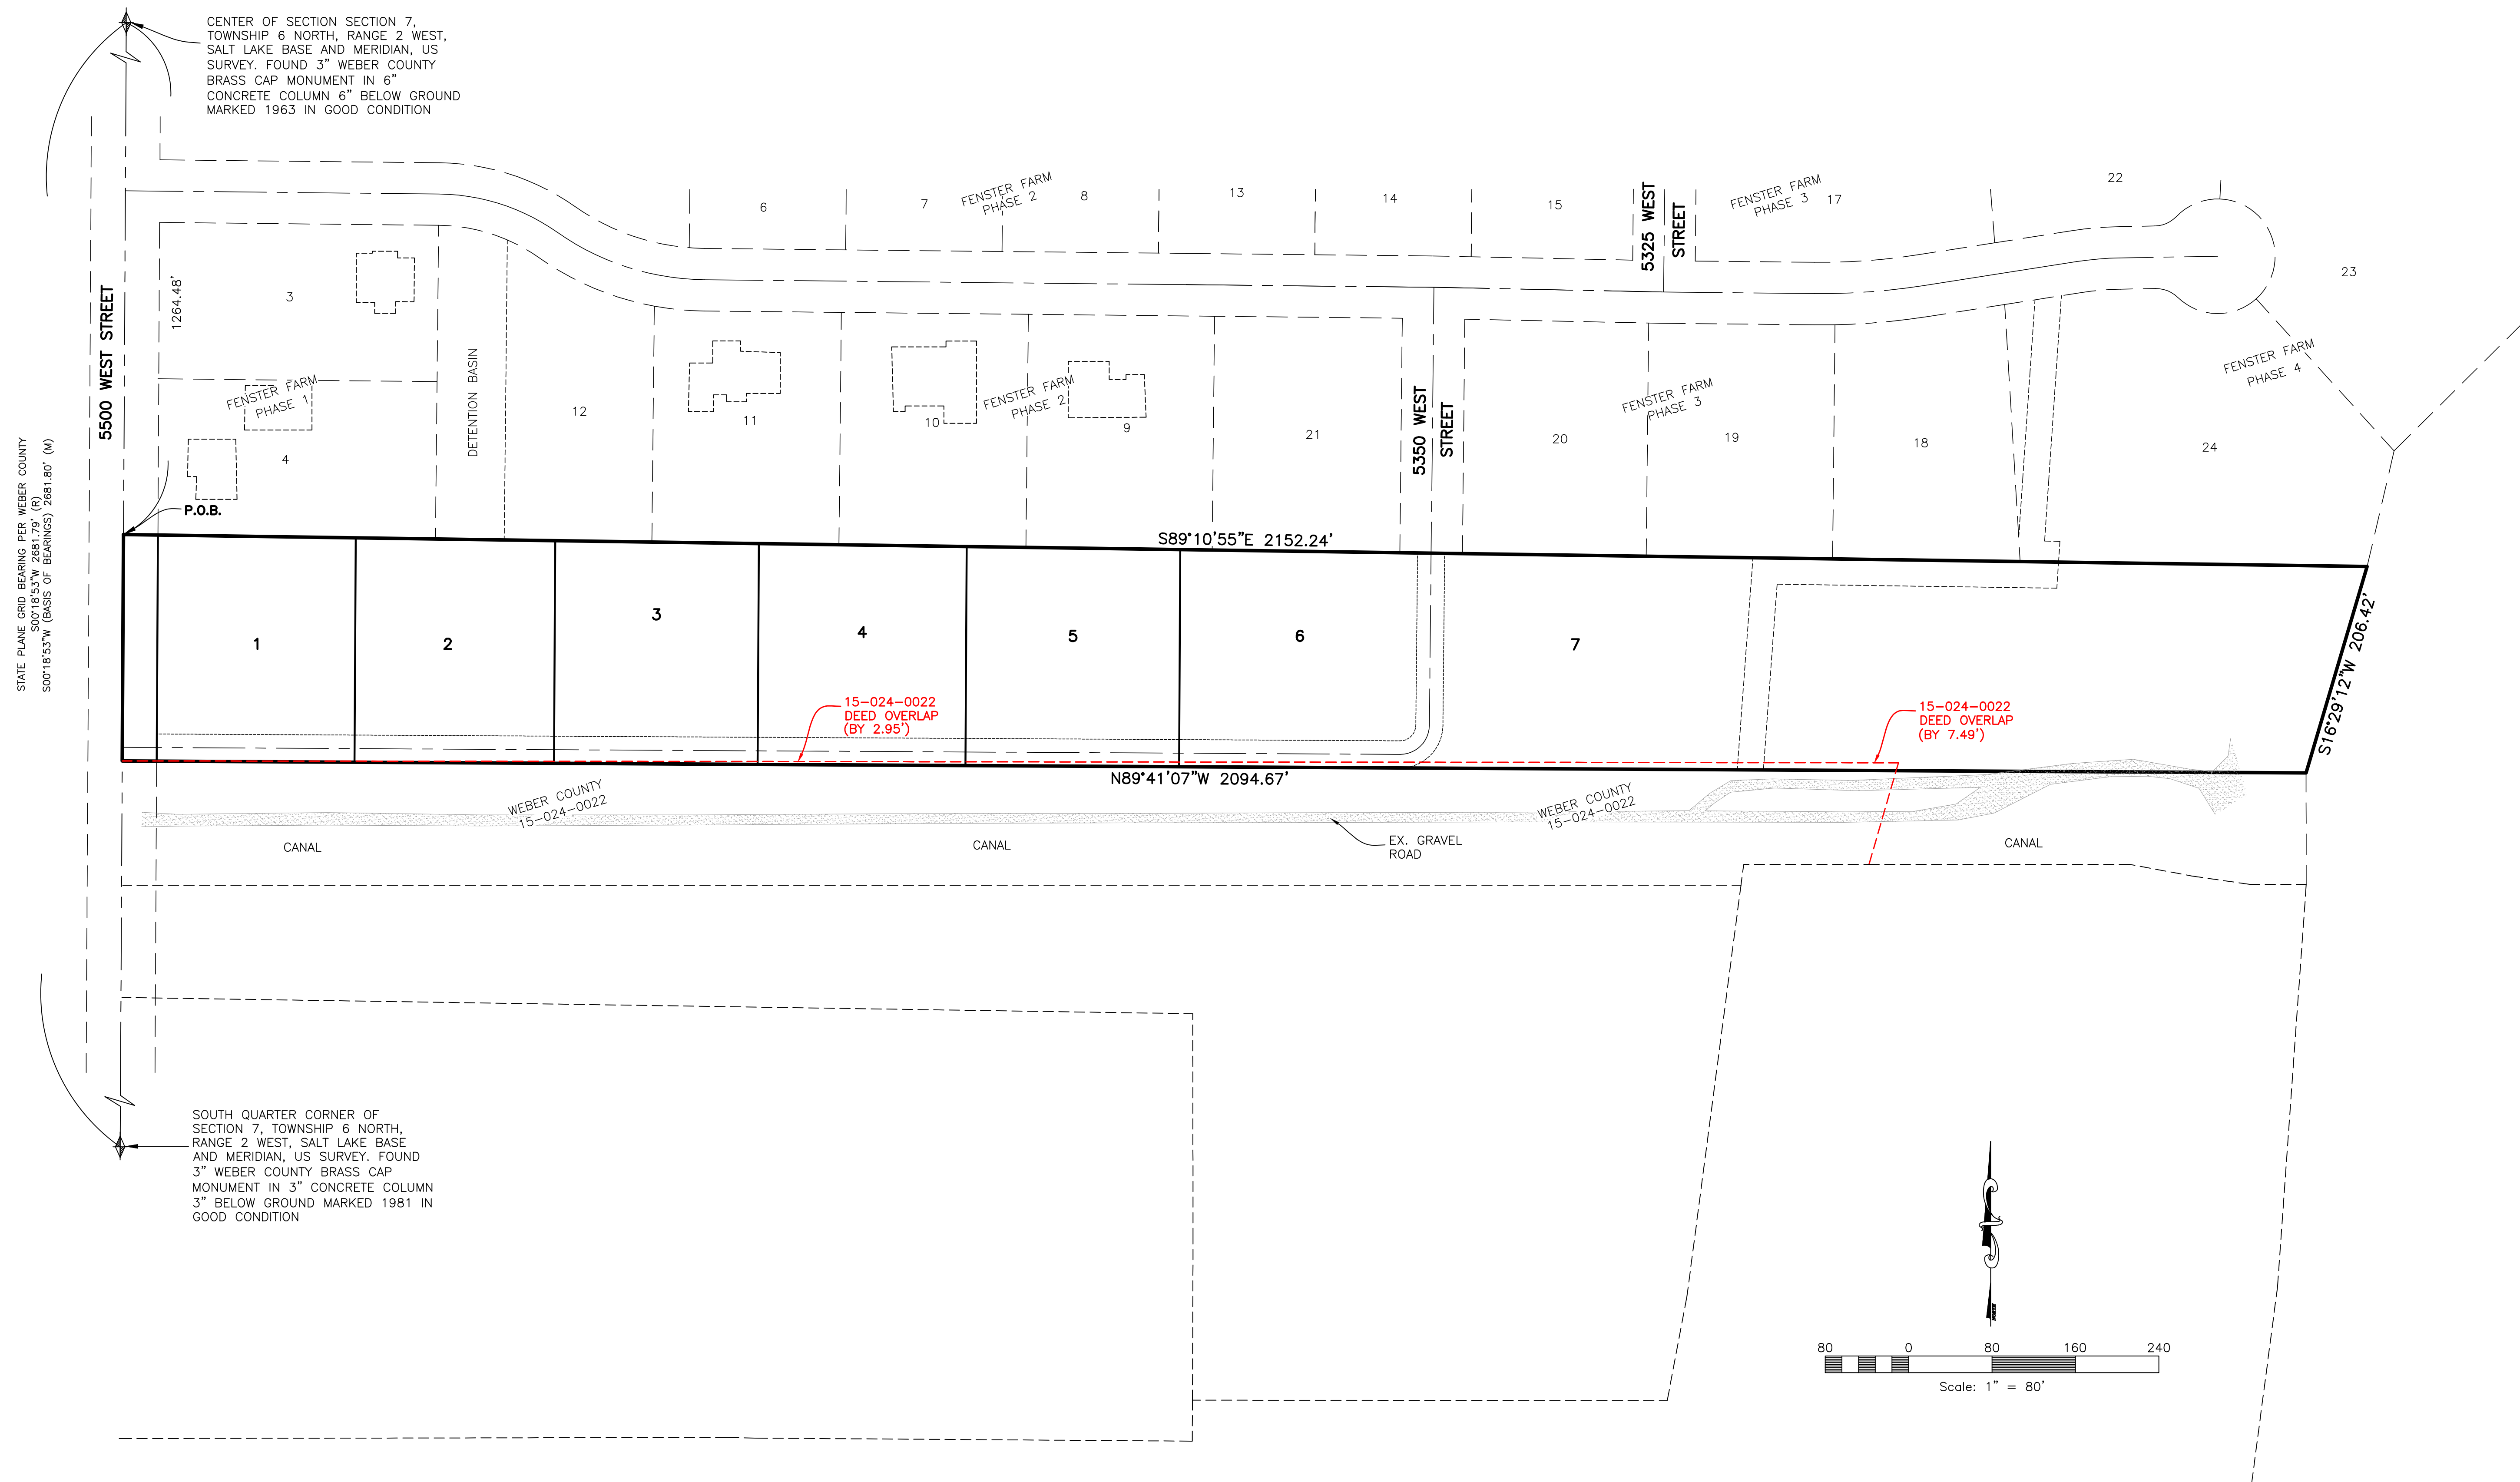 CENTER OF SECTION SECTION 7,
TOWNSHIP 6 NORTH, RANGE 2 WEST,
SALT LAKE BASE AND MERIDIAN, US
SURVEY. FOUND 3" WEBER COUNTY
BRASS CAP MONUMENT IN 6"
CONCRETE COLUMN 6" BELOW GROUND
MARKED 1963 IN GOOD CONDITION
6
7
FENSTER FARM
PHASE 2
8
13
14
15
5325 WEST
STREET
FENSTER FARM
PHASE 3
17
22
23
5500 WEST STREET
1264.48'
3
FENSTER FARM
PHASE 1
4
DETENTION BASIN
12
11
10
FENSTER FARM
PHASE 2
9
21
5350 WEST
STREET
20
FENSTER FARM
PHASE 3
19
18
FENSTER FARM
PHASE 4
24
STATE PLANE GRID BEARING PER WEBER COUNTY
S00°18'53"W 2681.79' (R)
S00°18'53"W (BASIS OF BEARINGS) 2681.80' (M)
P.O.B.
S89°10'55"E 2152.24'
1
2
3
4
5
6
7
S16°29'12"W 206.42'
15-024-0022
DEED OVERLAP
(BY 2.95')
15-024-0022
DEED OVERLAP
(BY 7.49')
N89°41'07"W 2094.67'
WEBER COUNTY
15-024-0022
WEBER COUNTY
15-024-0022
CANAL
CANAL
EX. GRAVEL
ROAD
CANAL
SOUTH QUARTER CORNER OF
SECTION 7, TOWNSHIP 6 NORTH,
RANGE 2 WEST, SALT LAKE BASE
AND MERIDIAN, US SURVEY. FOUND
3" WEBER COUNTY BRASS CAP
MONUMENT IN 3" CONCRETE COLUMN
3" BELOW GROUND MARKED 1981 IN
GOOD CONDITION
80 0 80 160 240
Scale: 1" = 80'